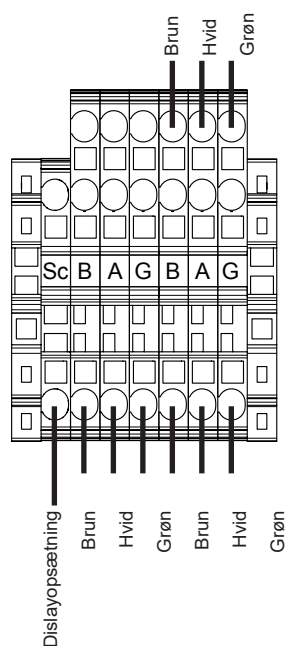 Brun
Hvid
Grøn
Sc B A G B A G
Dislayopsætning
Brun
Hvid
Grøn
Brun
Hvid
Grøn